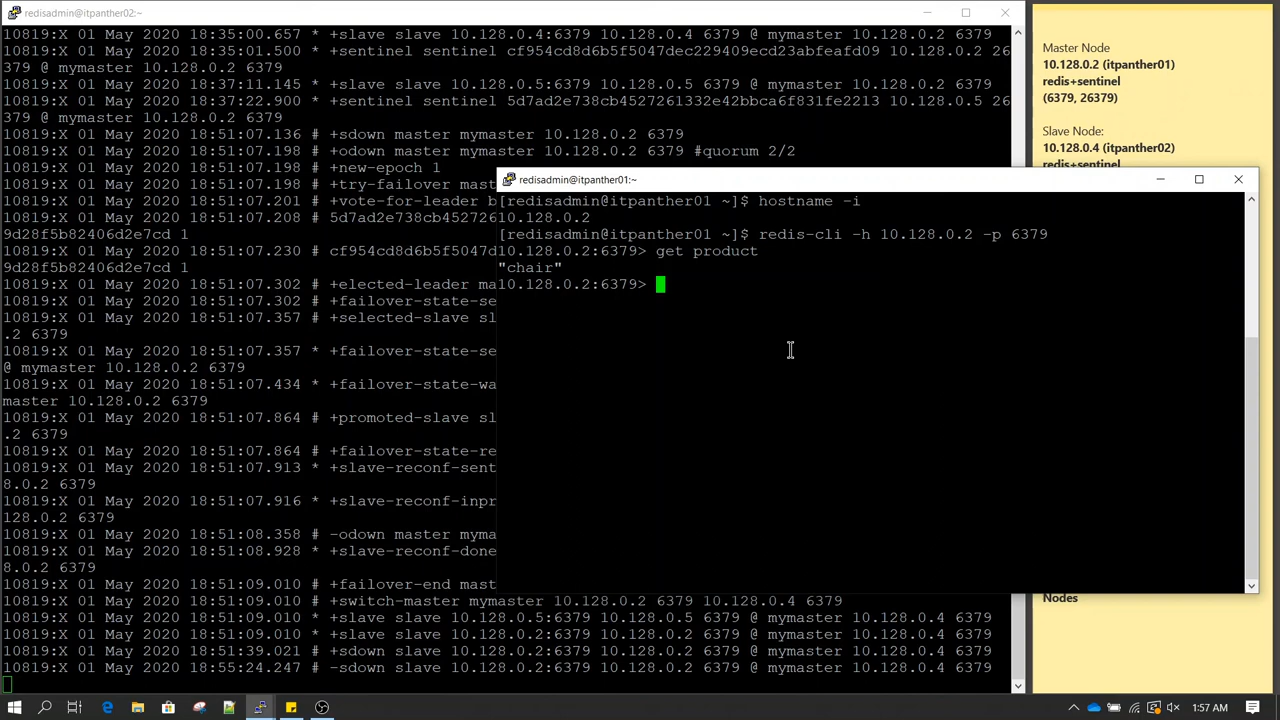 redisadmin@itpanther02:~
10819:X 01 May 2020 18:35:00.657 * +slave slave 10.128.0.4:6379 10.128.0.4 6379 @ mymaster 10.128.0.2 6379
10819:X 01 May 2020 18:35:01.500 * +sentinel sentinel cf954cd8d6b5f5047dec229409ecd23abfeafd09 10.128.0.2 26
379 @ mymaster 10.128.0.2 6379
10819:X 01 May 2020 18:37:11.145 * +slave slave 10.128.0.5:6379 10.128.0.5 6379 @ mymaster 10.128.0.2 6379
10819:X 01 May 2020 18:37:22.900 * +sentinel sentinel 5d7ad2e738cb4527261332e42bbca6f831fe2213 10.128.0.5 26
379 @ mymaster 10.128.0.2 6379
10819:X 01 May 2020 18:51:07.136 # +sdown master mymaster 10.128.0.2 6379
10819:X 01 May 2020 18:51:07.198 # +odown master mymaster 10.128.0.2 6379 #quorum 2/2
10819:X 01 May 2020 18:51:07.198 # +new-epoch 1
10819:X 01 May 2020 18:51:07.198 # +try-failover mast
10819:X 01 May 2020 18:51:07.201 # +vote-for-leader b
10819:X 01 May 2020 18:51:07.208 # 5d7ad2e738cb452726
9d28f5b82406d2e7cd 1
10819:X 01 May 2020 18:51:07.230 # cf954cd8d6b5f5047d
9d28f5b82406d2e7cd 1
10819:X 01 May 2020 18:51:07.302 # +elected-leader ma
10819:X 01 May 2020 18:51:07.302 # +failover-state-se
10819:X 01 May 2020 18:51:07.357 # +selected-slave sl
.2 6379
10819:X 01 May 2020 18:51:07.357 * +failover-state-se
@ mymaster 10.128.0.2 6379
10819:X 01 May 2020 18:51:07.434 * +failover-state-wa
master 10.128.0.2 6379
10819:X 01 May 2020 18:51:07.864 # +promoted-slave sl
.2 6379
10819:X 01 May 2020 18:51:07.864 # +failover-state-re
10819:X 01 May 2020 18:51:07.913 * +slave-reconf-sent
8.0.2 6379
10819:X 01 May 2020 18:51:07.916 * +slave-reconf-inpr
128.0.2 6379
10819:X 01 May 2020 18:51:08.358 # -odown master myma
10819:X 01 May 2020 18:51:08.928 * +slave-reconf-done
8.0.2 6379
10819:X 01 May 2020 18:51:09.010 # +failover-end mast
10819:X 01 May 2020 18:51:09.010 # +switch-master mymaster 10.128.0.2 6379 10.128.0.4 6379
10819:X 01 May 2020 18:51:09.010 * +slave slave 10.128.0.5:6379 10.128.0.5 6379 @ mymaster 10.128.0.4 6379
10819:X 01 May 2020 18:51:09.010 * +slave slave 10.128.0.2:6379 10.128.0.2 6379 @ mymaster 10.128.0.4 6379
10819:X 01 May 2020 18:51:39.021 # +sdown slave 10.128.0.2:6379 10.128.0.2 6379 @ mymaster 10.128.0.4 6379
10819:X 01 May 2020 18:55:24.247 # -sdown slave 10.128.0.2:6379 10.128.0.2 6379 @ mymaster 10.128.0.4 6379
redisadmin@itpanther01:~
[redisadmin@itpanther01 ~]$ hostname -i
10.128.0.2
[redisadmin@itpanther01 ~]$ redis-cli -h 10.128.0.2 -p 6379
10.128.0.2:6379> get product
"chair"
10.128.0.2:6379>
Master Node
10.128.0.2 (itpanther01)
redis+sentinel
(6379, 26379)
Slave Node:
10.128.0.4 (itpanther02)
redis+sentinel
Nodes
1:57 AM